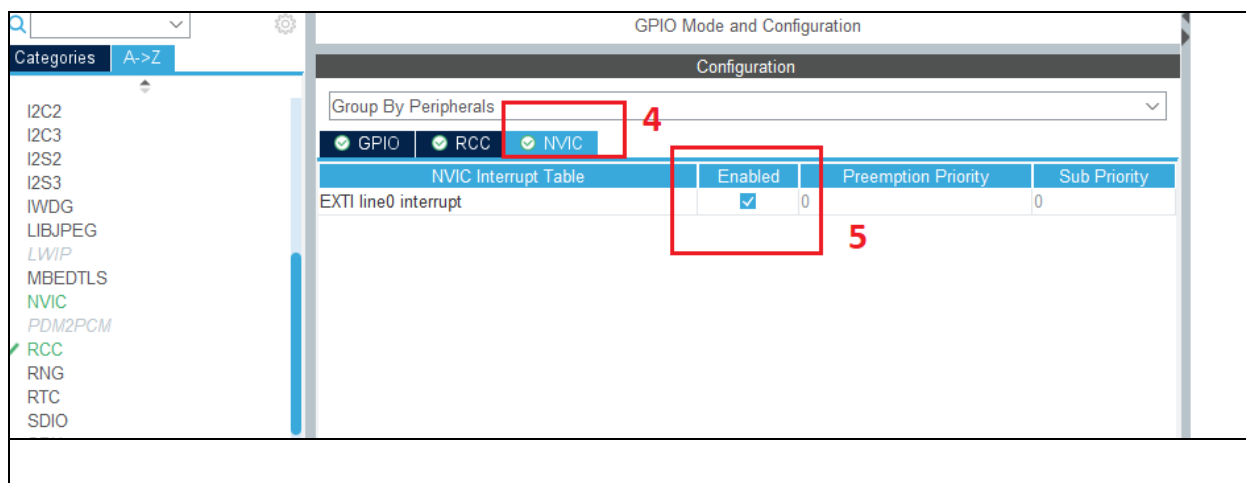 GPIO Mode and Configuration
Categories A->Z
Configuration
I2C2
I2C3
I2S2
I2S3
IWDG
LIBJPEG
LWIP
MBEDTLS
NVIC
PDM2PCM
RCC
RNG
RTC
SDIO
Group By Peripherals
4
GPIO RCC NVIC
NVIC Interrupt Table Enabled Preemption Priority Sub Priority
EXTI line0 interrupt 0 0
5